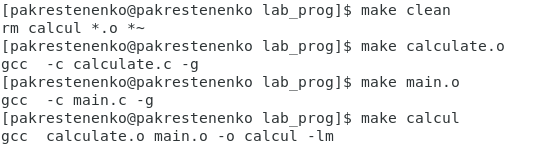 [pakrestenenko@pakrestenenko lab_prog]$ make clean
rm calcul *.o *~
[pakrestenenko@pakrestenenko lab_prog]$ make calculate.o
gcc  -c calculate.c -g
[pakrestenenko@pakrestenenko lab_prog]$ make main.o
gcc  -c main.c -g
[pakrestenenko@pakrestenenko lab_prog]$ make calcul
gcc  calculate.o main.o -o calcul -lm